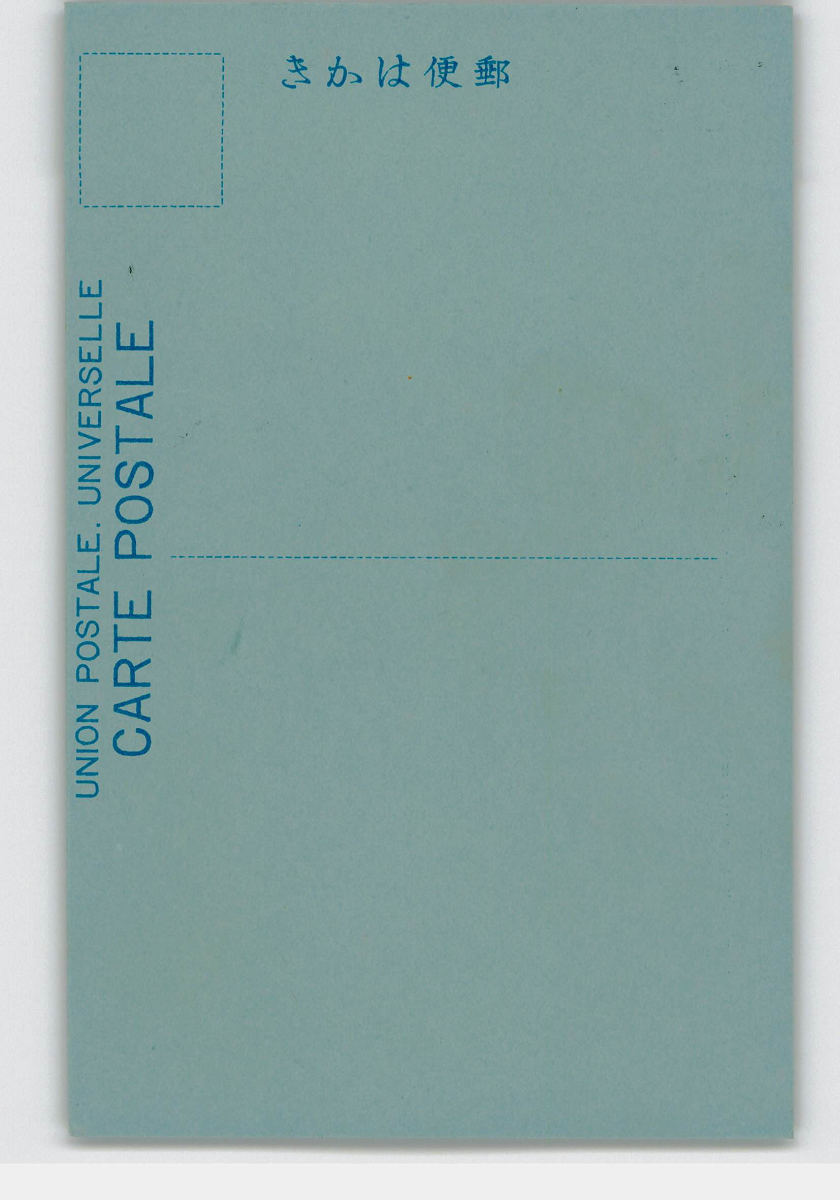 きかは便郵
UNION POSTALE. UNIVERSELLE
CARTE POSTALE